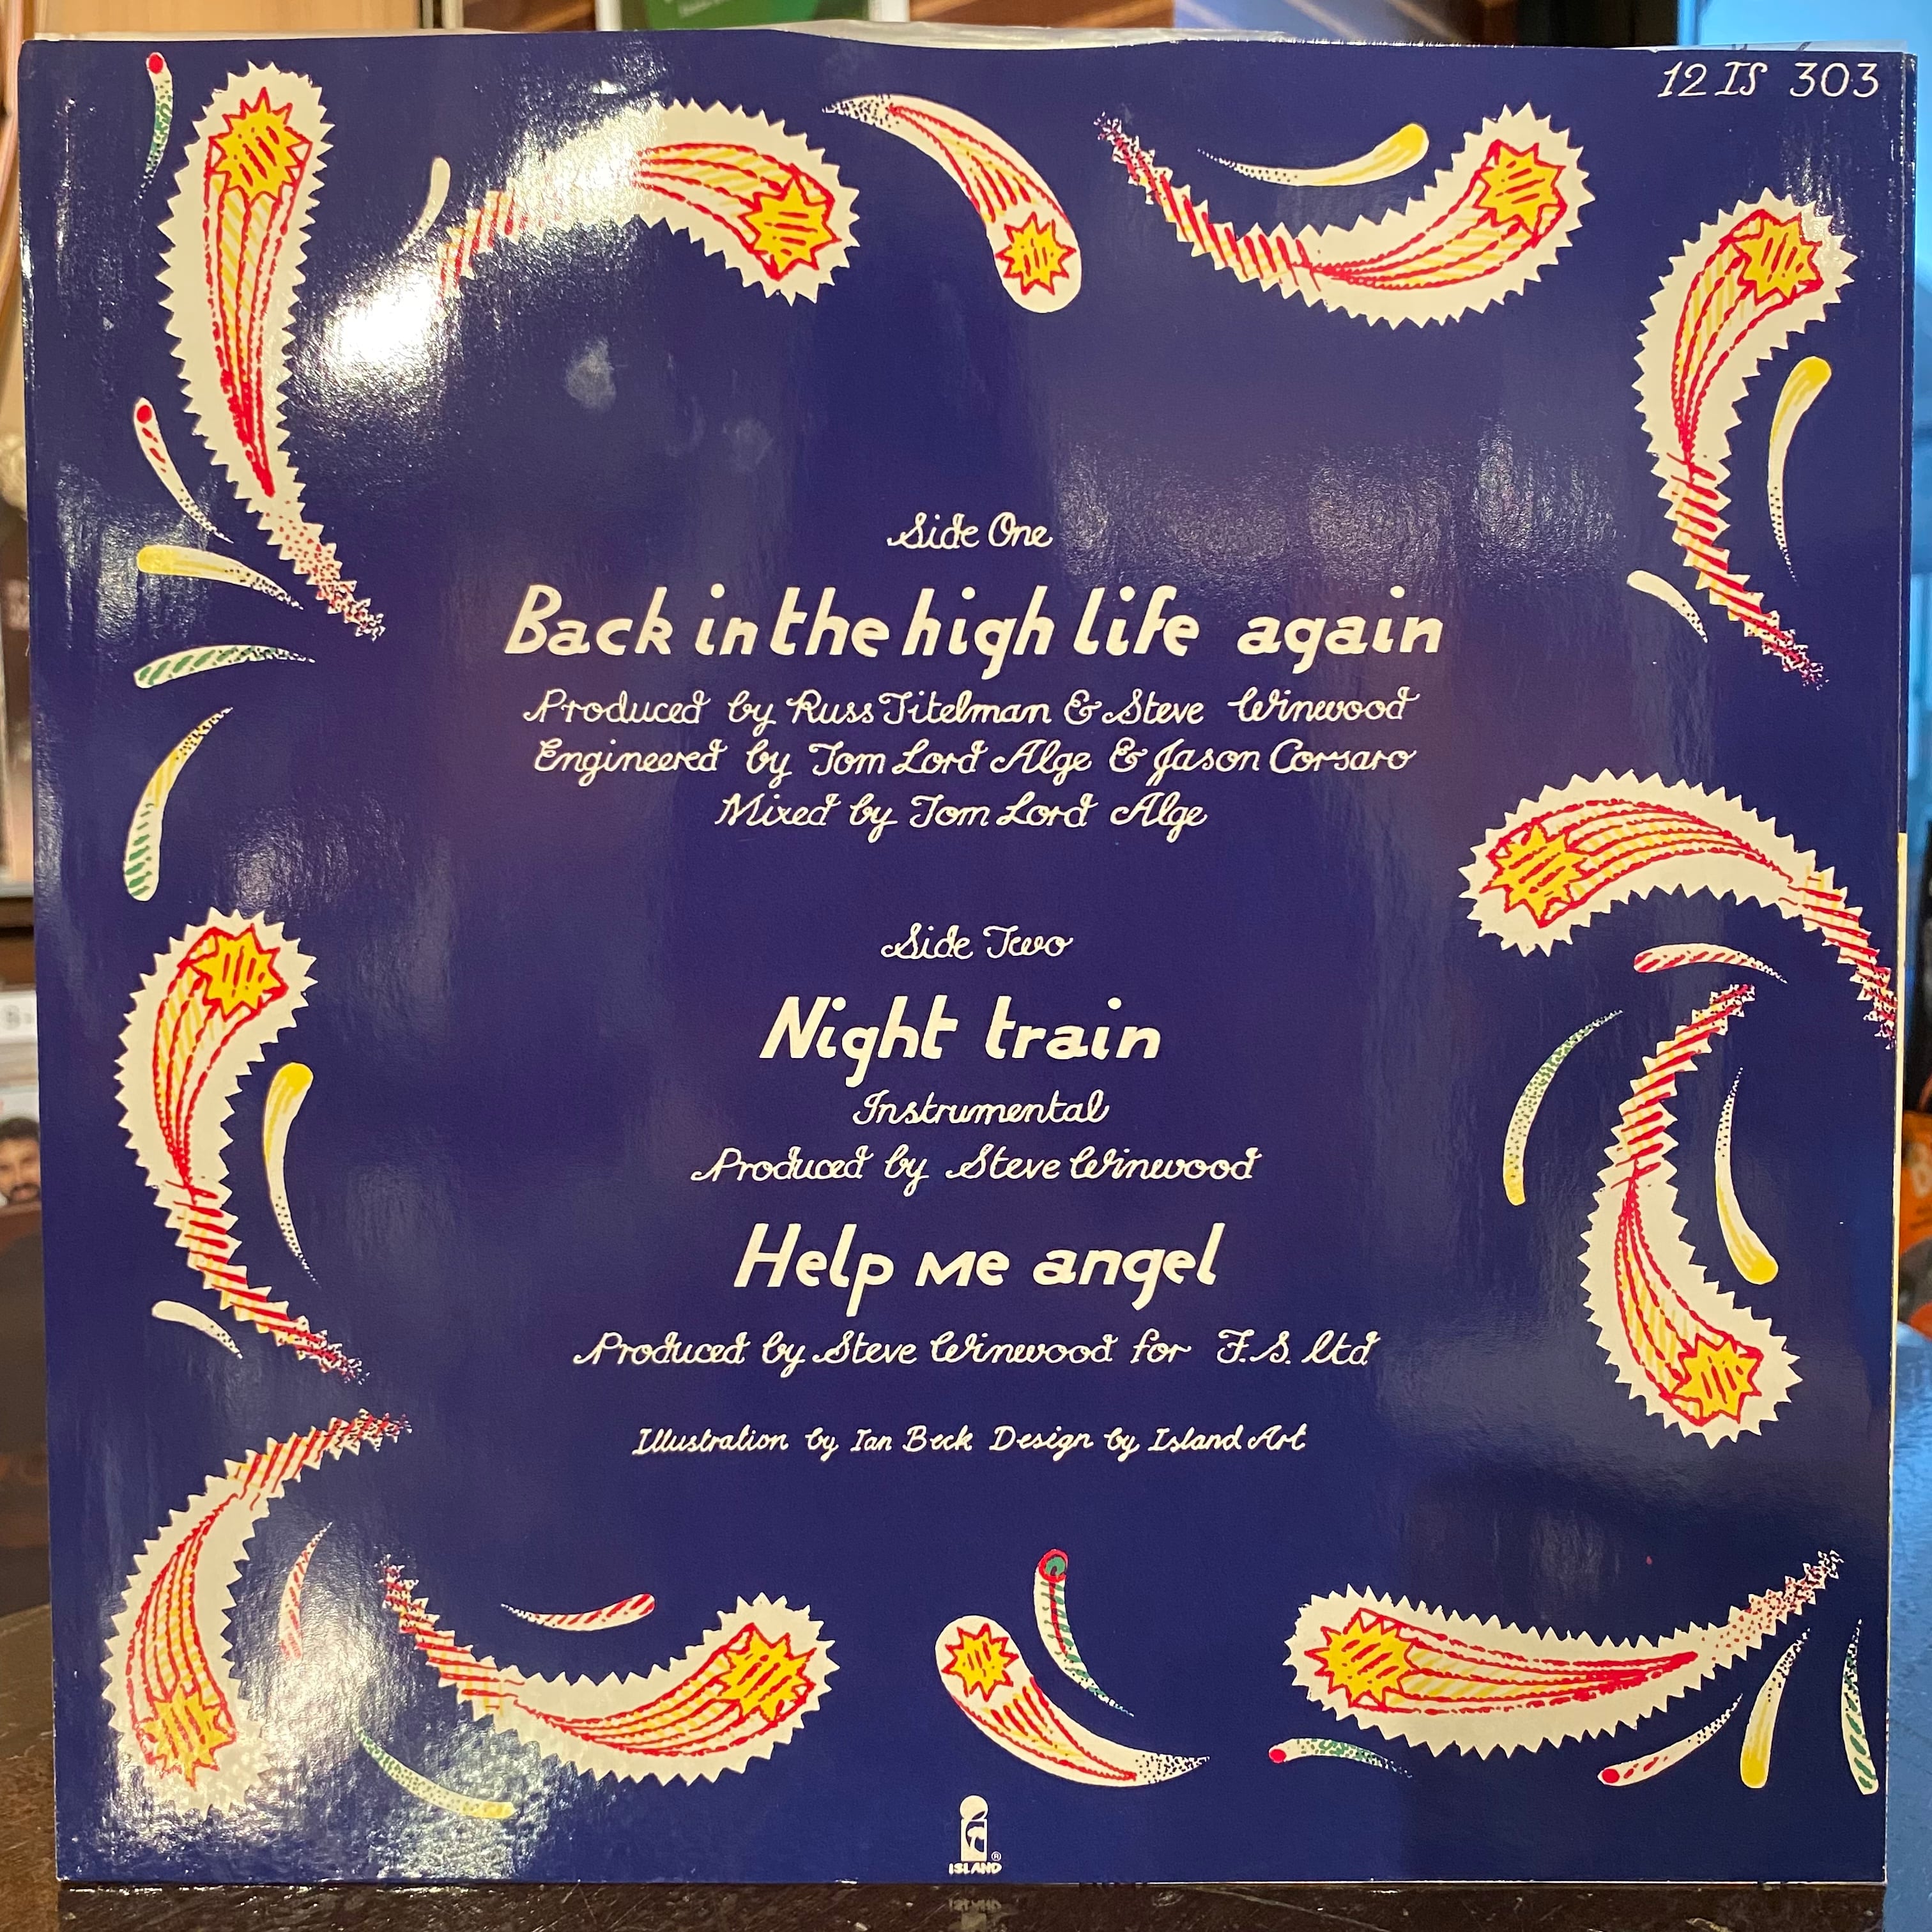 12 IS 303
Side One
Back in the high life again
Produced by Russ Titelman & Steve Winwood
Engineered by Tom Lord Alge & Jason Corsaro
Mixed by Tom Lord Alge
Side Two
Night train
Instrumental
Produced by Steve Winwood
Help me angel
Produced by Steve Winwood for F.S. Ltd
Illustration by Ian Beck Design by Island Art
ISLAND ®